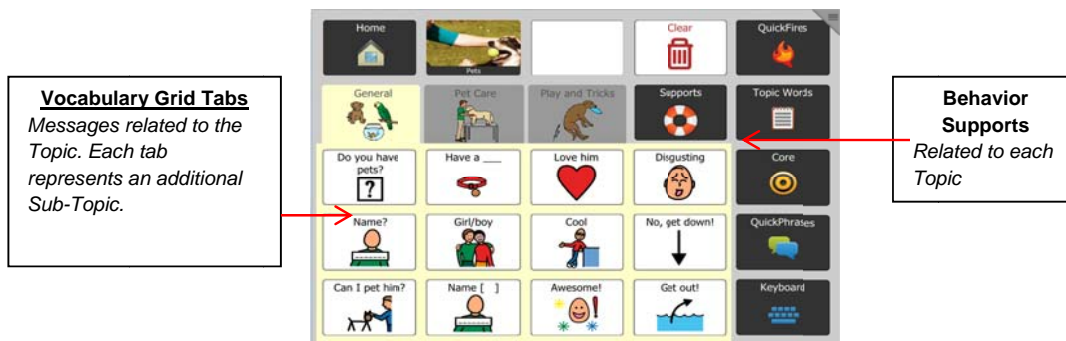 Vocabulary Grid Tabs
Messages related to the
Topic. Each tab
represents an additional
Sub-Topic.
Home
Pets
Clear
QuickFires
General
Pet Care
Play and Tricks
Supports
Topic Words
Do you have
pets?
?
Have a ___
Love him
Disgusting
Core
Name?
Girl/boy
Cool
No, get down!
QuickPhrases
Can I pet him?
Name [ ]
Awesome!
Get out!
Keyboard
Behavior
Supports
Related to each
Topic